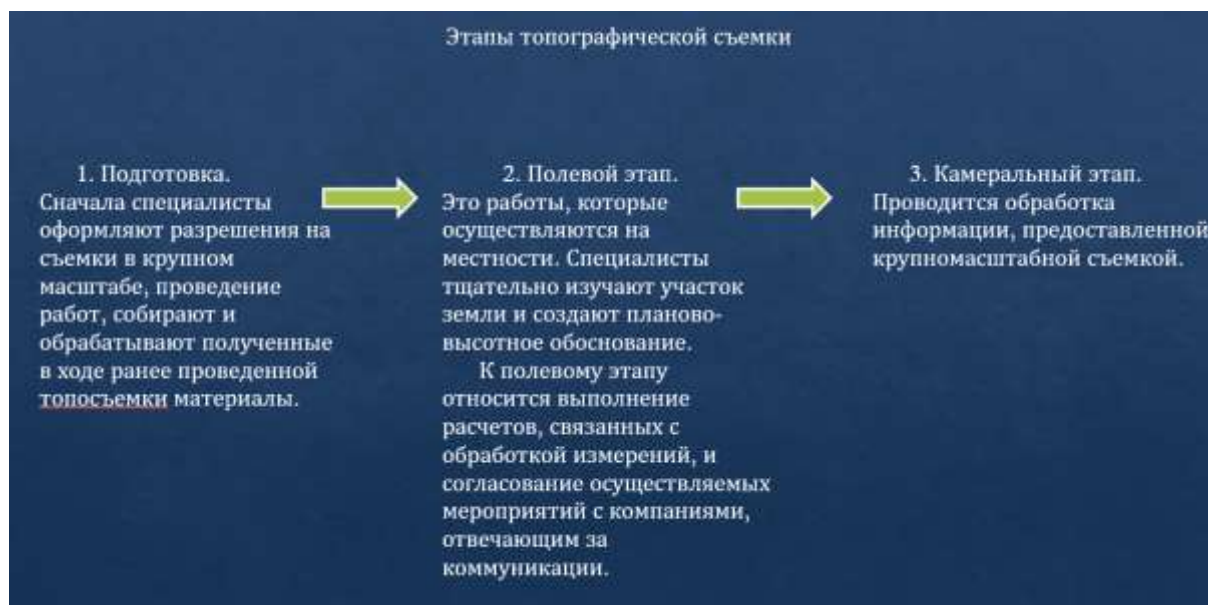 Этапы топографической съемки
1. Подготовка.
Сначала специалисты
оформляют разрешения на
съемки в крупном
масштабе, проведение
работ, собирают и
обрабатывают полученные
в ходе ранее проведенной
топосъемки материалы.
2. Полевой этап.
Это работы, которые
осуществляются на
местности. Специалисты
тщательно изучают участок
земли и создают планово-
высотное обоснование.
К полевому этапу
относится выполнение
расчетов, связанных с
обработкой измерений, и
согласование осуществляемых
мероприятий с компаниями,
отвечающим за
коммуникации.
3. Камеральный этап.
Проводится обработка
информации, предоставленной
крупномасштабной съемкой.